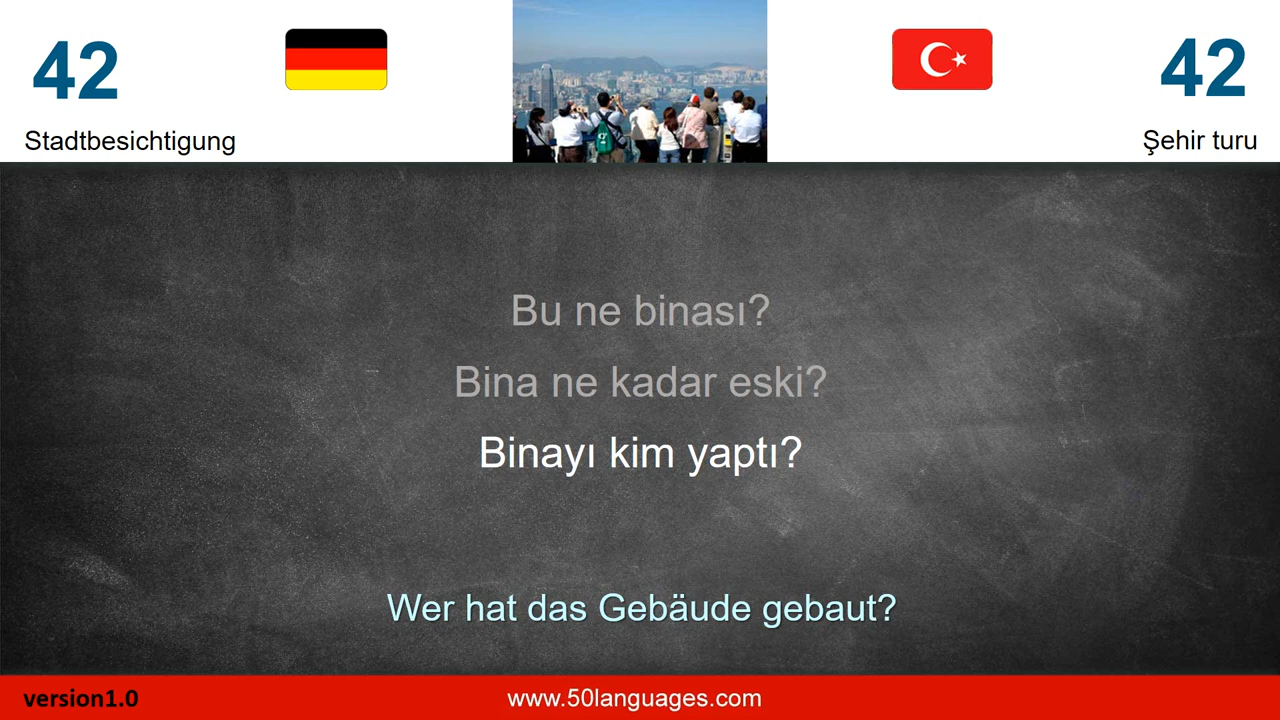 42
42
Stadtbesichtigung
Şehir turu
Bu ne binası?
Bina ne kadar eski?
Binayı kim yaptı?
Wer hat das Gebäude gebaut?
version1.0
www.50languages.com